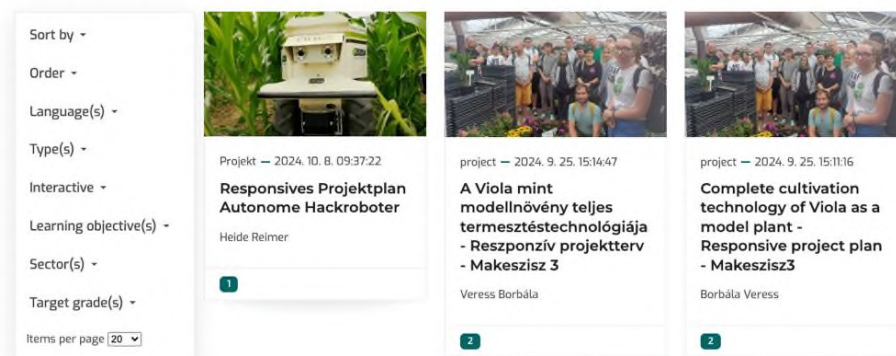 Sort by
Order
Language(s)
Type(s)
Interactive
Learning objective(s)
Sector(s)
Target grade(s)
Items per page 20
Projekt — 2024. 10. 8. 09:37:22
Responsives Projektplan
Autonome Hackroboter
Heide Reimer
1
project — 2024. 9. 25. 15:14:47
A Viola mint
modellnövény teljes
termesztéstechnológiája
- Reszponzív projektterv
- Makeszisz 3
Veress Borbála
2
project — 2024. 9. 25. 15:11:16
Complete cultivation
technology of Viola as a
model plant -
Responsive project plan
- Makeszisz3
Borbála Veress
2